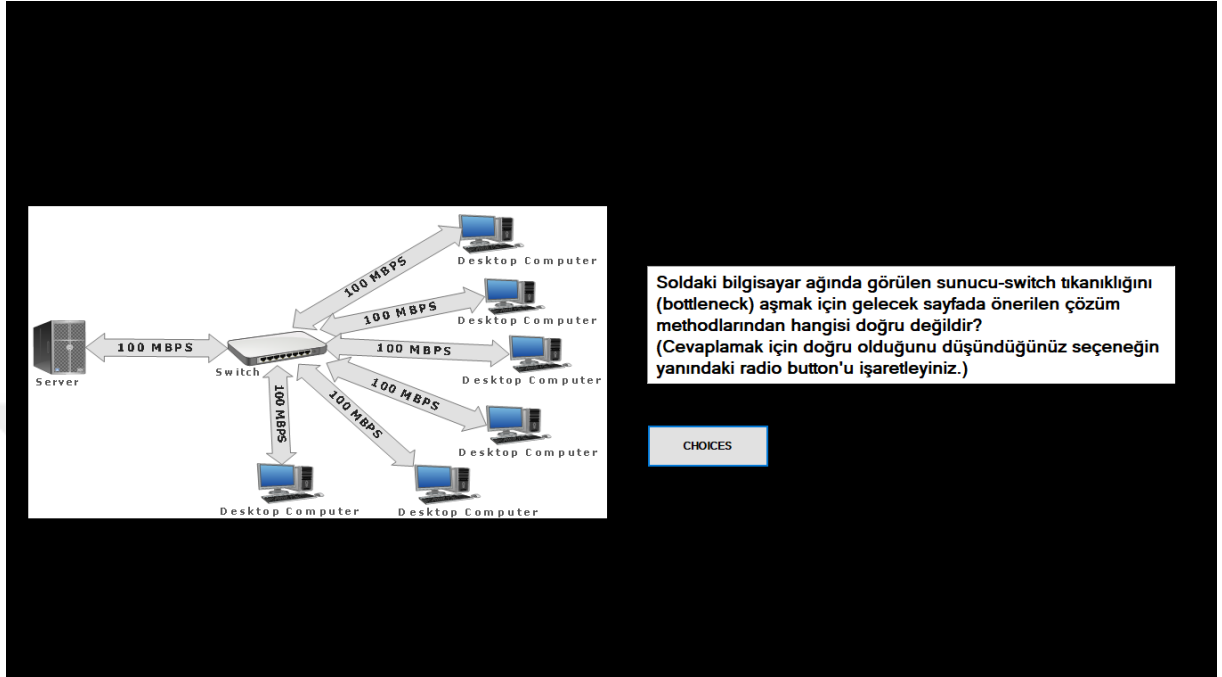 100 MBPS
Desktop Computer
100 MBPS
Desktop Computer
100 MBPS
100 MBPS
Server
Switch
Desktop Computer
100 MBPS
100 MBPS
100 MBPS
Desktop Computer
Desktop Computer
Desktop Computer
Soldaki bilgisayar ağında görülen sunucu-switch tıkanıklığını
(bottleneck) aşmak için gelecek sayfada önerilen çözüm
methodlarından hangisi doğru değildir?
(Cevaplamak için doğru olduğunu düşündüğünüz seçeneğin
yanındaki radio button'u işaretleyiniz.)
CHOICES